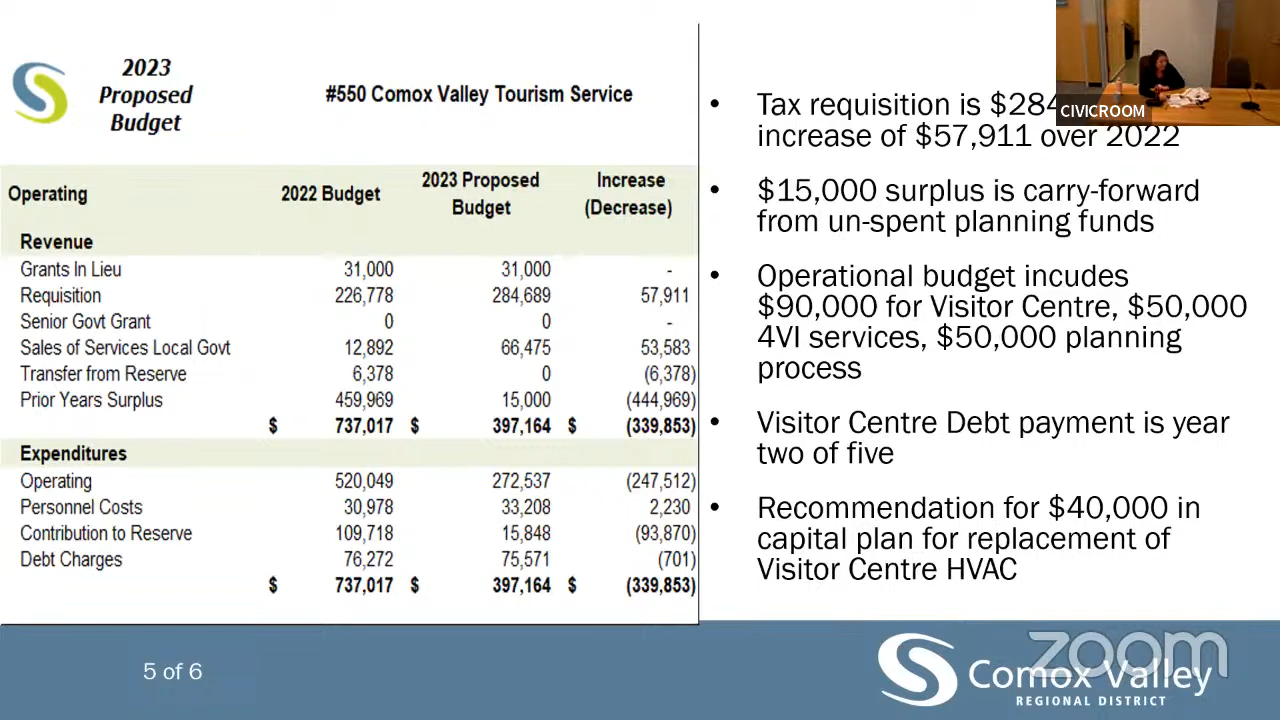 2023
Proposed
Budget
#550 Comox Valley Tourism Service
Operating 2022 Budget 2023 Proposed Budget Increase (Decrease)
Revenue
Grants In Lieu 31,000 31,000 -
Requisition 226,778 284,689 57,911
Senior Govt Grant 0 0 -
Sales of Services Local Govt 12,892 66,475 53,583
Transfer from Reserve 6,378 0 (6,378)
Prior Years Surplus 459,969 15,000 (444,969)
$ 737,017 $ 397,164 $ (339,853)
Expenditures
Operating 520,049 272,537 (247,512)
Personnel Costs 30,978 33,208 2,230
Contribution to Reserve 109,718 15,848 (93,870)
Debt Charges 76,272 75,571 (701)
$ 737,017 $ 397,164 $ (339,853)
• Tax requisition is $284
increase of $57,911 over 2022
• $15,000 surplus is carry-forward
from un-spent planning funds
• Operational budget incudes
$90,000 for Visitor Centre, $50,000
4VI services, $50,000 planning
process
• Visitor Centre Debt payment is year
two of five
• Recommendation for $40,000 in
capital plan for replacement of
Visitor Centre HVAC
CIVICROOM
5 of 6
zoom
Comox Valley
REGIONAL DISTRICT